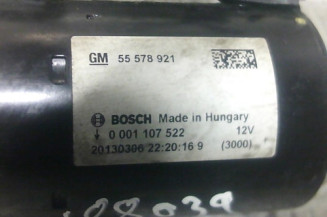 GM 55 578 921
BOSCH Made in Hungary
0 001 107 522 12V
20130306 22:20:16 9 (3000)
08039